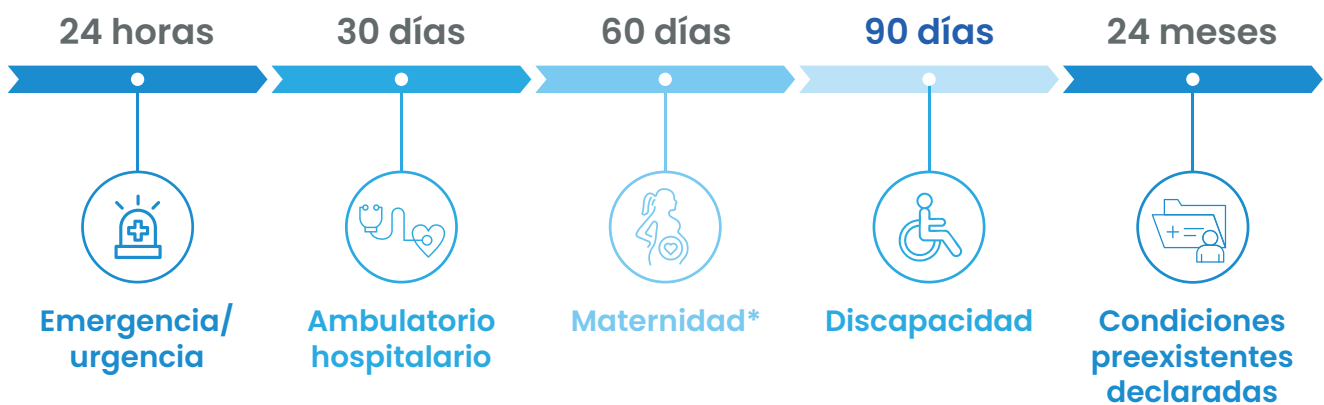 24 horas
30 días
60 días
90 días
24 meses
Emergencia/
urgencia
Ambulatorio
hospitalario
Maternidad*
Discapacidad
Condiciones
preexistentes
declaradas